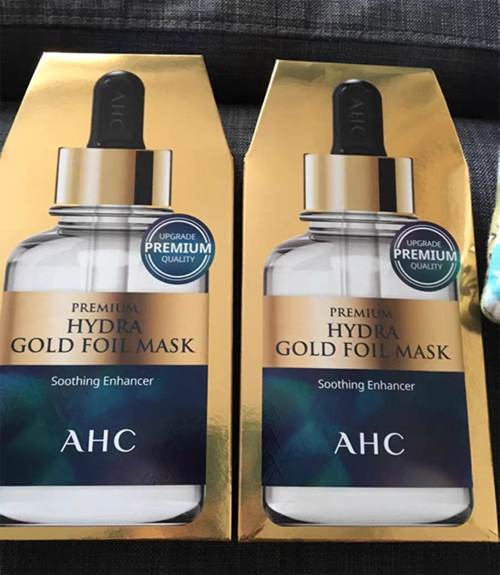 AHC
UPGRADE
PREMIUM
QUALITY
PREMIUM
HYDRA
GOLD FOIL MASK
Soothing Enhancer
AHC
AHC
UPGRADE
PREMIUM
QUALITY
PREMIUM
HYDRA
GOLD FOIL MASK
Soothing Enhancer
AHC